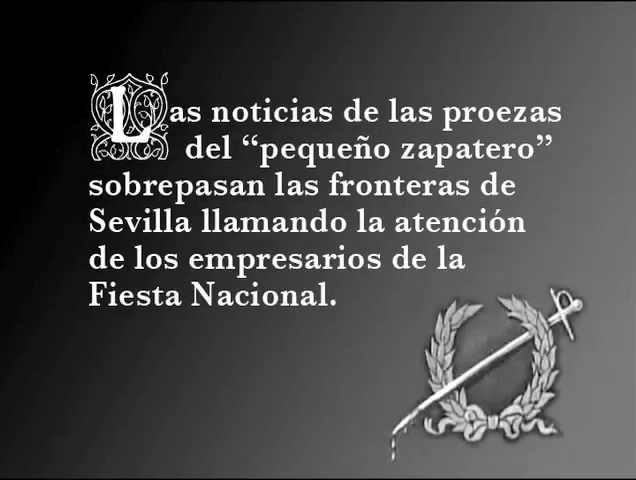 Las noticias de las proezas
del “pequeño zapatero”
sobrepasan las fronteras de
Sevilla llamando la atención
de los empresarios de la
Fiesta Nacional.